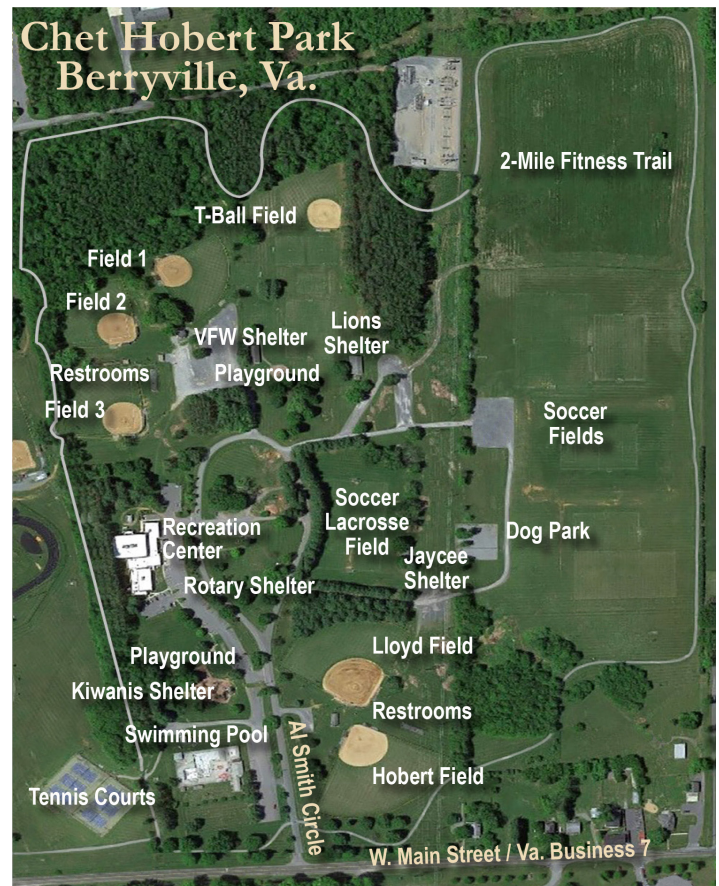 Chet Hobert Park
Berryville, Va.
2-Mile Fitness Trail
T-Ball Field
Field 1
Field 2
VFW Shelter
Lions
Shelter
Restrooms
Playground
Field 3
Soccer
Fields
Soccer
Lacrosse
Field
Recreation
Center
Dog Park
Jaycee
Shelter
Rotary Shelter
Lloyd Field
Playground
Kiwanis Shelter
Restrooms
Swimming Pool
Al Smith Circle
Hobert Field
Tennis Courts
W. Main Street / Va. Business 7